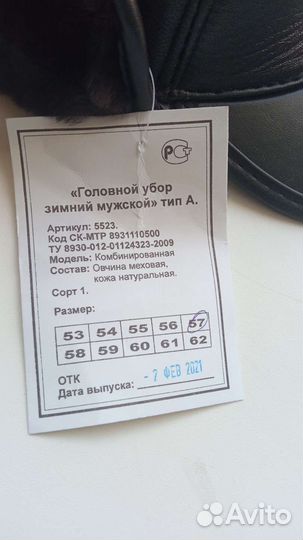 РСТ
«Головной убор
зимний мужской» тип А.
Артикул: 5523.
Код СК-МТР 8931110500
ТУ 8930-012-01124323-2009
Модель: Комбинированная
Состав: Овчина меховая,
кожа натуральная.
Сорт 1.
Размер:
53 54 55 56 57
58 59 60 61 62
ОТК
Дата выпуска: - 2 ФЕВ 2021
Avito